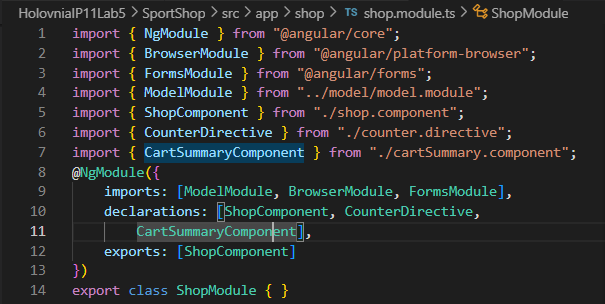 HolovniaIP11Lab5 > SportShop > src > app > shop > TS shop.module.ts > ShopModule
1 import { NgModule } from "@angular/core";
2 import { BrowserModule } from "@angular/platform-browser";
3 import { FormsModule } from "@angular/forms";
4 import { ModelModule } from "../model/model.module";
5 import { ShopComponent } from "./shop.component";
6 import { CounterDirective } from "./counter.directive";
7 import { CartSummaryComponent } from "./cartSummary.component";
8 @NgModule({
9     imports: [ModelModule, BrowserModule, FormsModule],
10     declarations: [ShopComponent, CounterDirective,
11         CartSummaryComponent],
12     exports: [ShopComponent]
13 })
14 export class ShopModule { }